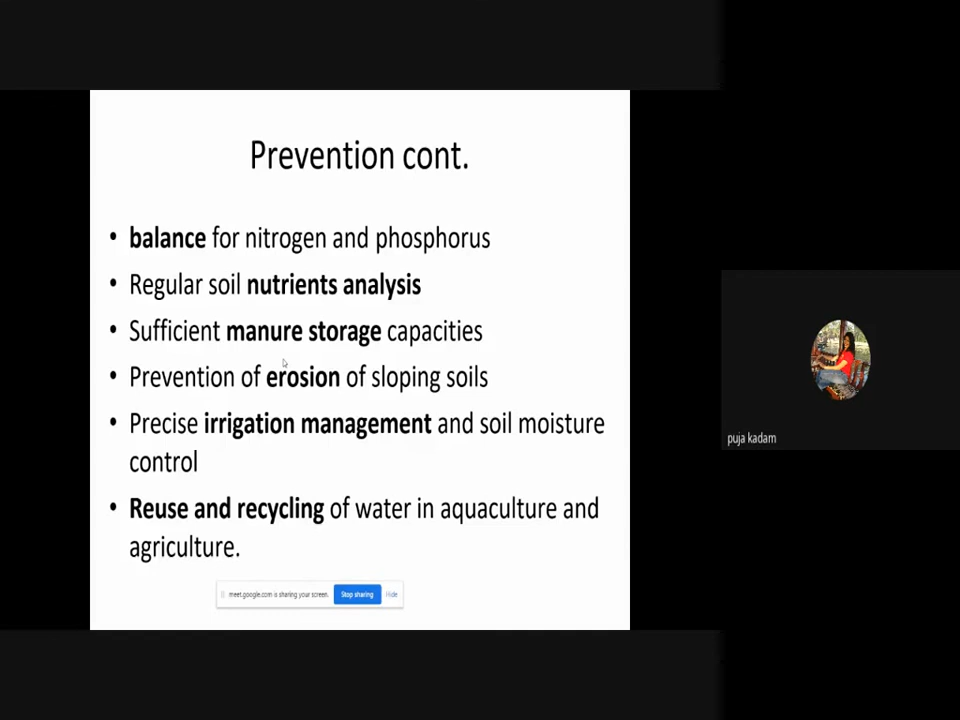 Prevention cont.
• balance for nitrogen and phosphorus
• Regular soil nutrients analysis
• Sufficient manure storage capacities
• Prevention of erosion of sloping soils
• Precise irrigation management and soil moisture
control
• Reuse and recycling of water in aquaculture and
agriculture.
meet.google.com is sharing your screen. Stop sharing Hide
puja kadam